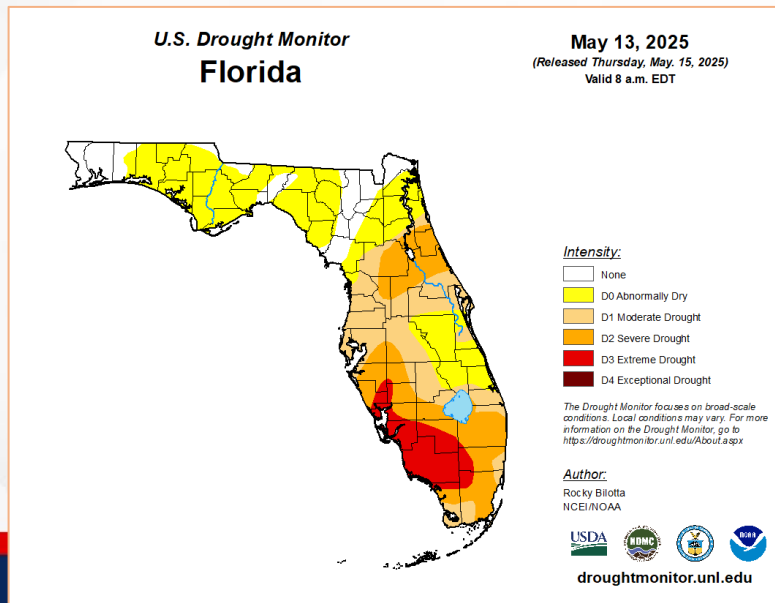 U.S. Drought Monitor
Florida
May 13, 2025
(Released Thursday, May. 15, 2025)
Valid 8 a.m. EDT
Intensity:
None
D0 Abnormally Dry
D1 Moderate Drought
D2 Severe Drought
D3 Extreme Drought
D4 Exceptional Drought
The Drought Monitor focuses on broad-scale
conditions. Local conditions may vary. For more
information on the Drought Monitor, go to
https://droughtmonitor.unl.edu/About.aspx
Author:
Rocky Bilotta
NCEI/NOAA
USDA
NDMC
NOAA
droughtmonitor.unl.edu